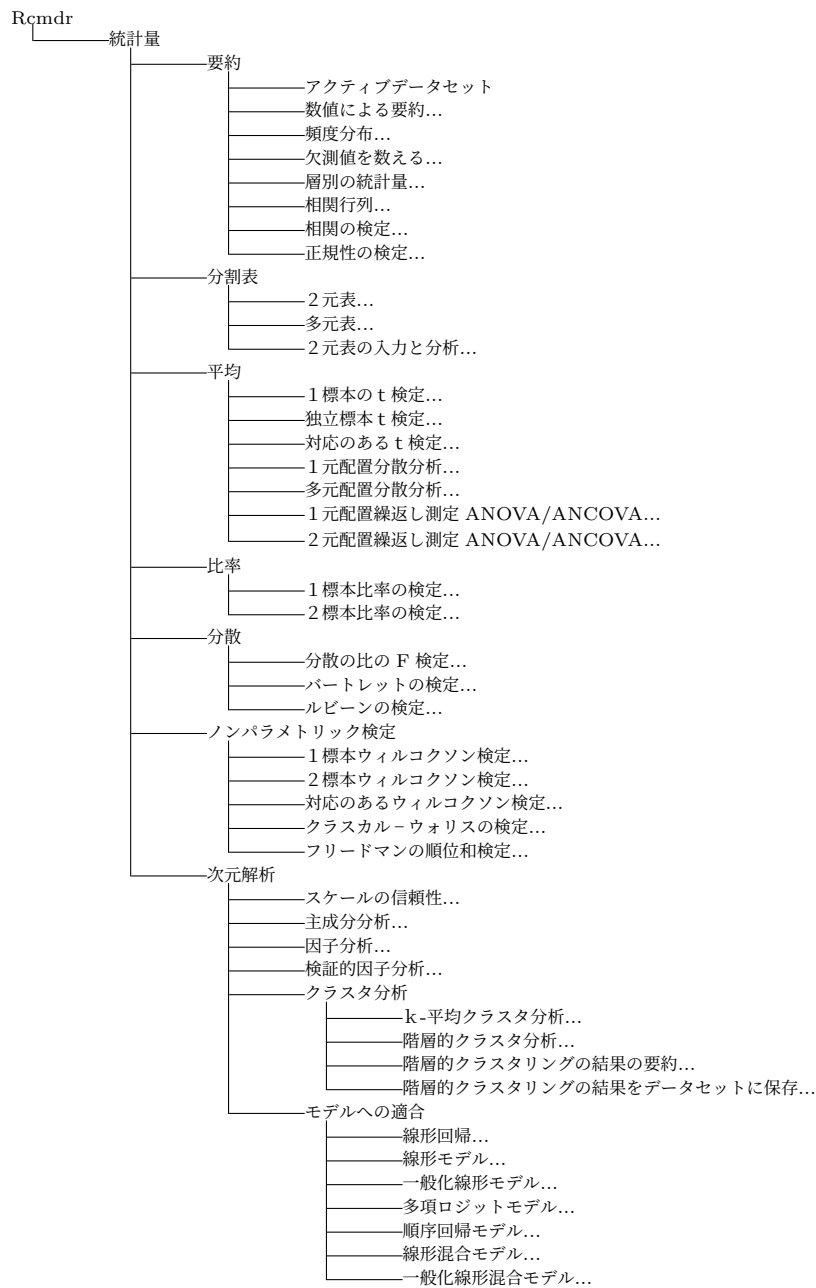 Rcmdr
統計量
要約
アクティブデータセット
数値による要約...
頻度分布...
欠測値を数える...
層別の統計量...
相関行列...
相関の検定...
正規性の検定...
分割表
２元表...
多元表...
２元表の入力と分析...
平均
１標本のｔ検定...
独立標本ｔ検定...
対応のあるｔ検定...
１元配置分散分析...
多元配置分散分析...
１元配置繰返し測定 ANOVA/ANCOVA...
２元配置繰返し測定 ANOVA/ANCOVA...
比率
１標本比率の検定...
２標本比率の検定...
分散
分散の比の F 検定...
バートレットの検定...
ルビーンの検定...
ノンパラメトリック検定
１標本ウィルコクソン検定...
２標本ウィルコクソン検定...
対応のあるウィルコクソン検定...
クラスカル－ウォリスの検定...
フリードマンの順位和検定...
次元解析
スケールの信頼性...
主成分分析...
因子分析...
検証的因子分析...
クラスタ分析
ｋ-平均クラスタ分析...
階層的クラスタ分析...
階層的クラスタリングの結果の要約...
階層的クラスタリングの結果をデータセットに保存...
モデルへの適合
線形回帰...
線形モデル...
一般化線形モデル...
多項ロジットモデル...
順序回帰モデル...
線形混合モデル...
一般化線形混合モデル...